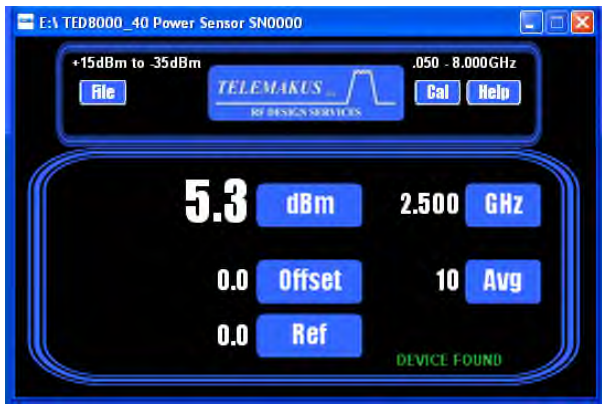 E:\ TED8000_40 Power Sensor SN0000
+15dBm to -35dBm
.050 - 8.000GHz
File
TELEMAKUS
Cal
Help
RF DESIGN SERVICES
5.3
dBm
2.500
GHz
0.0
Offset
10
Avg
0.0
Ref
DEVICE FOUND